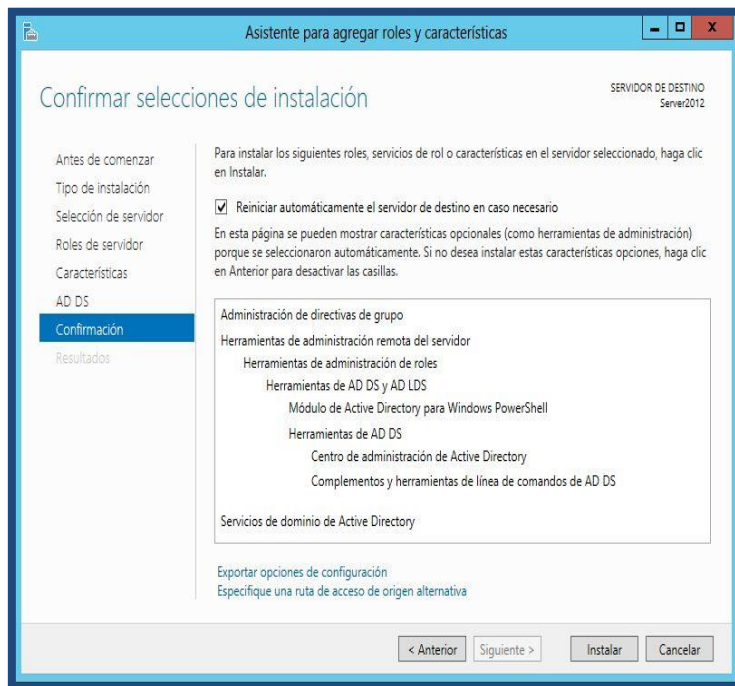 Asistente para agregar roles y características
Confirmar selecciones de instalación
SERVIDOR DE DESTINO
Server2012
Antes de comenzar
Tipo de instalación
Selección de servidor
Roles de servidor
Características
AD DS
Confirmación
Resultados
Para instalar los siguientes roles, servicios de rol o características en el servidor seleccionado, haga clic
en Instalar.
Reiniciar automáticamente el servidor de destino en caso necesario
En esta página se pueden mostrar características opcionales (como herramientas de administración)
porque se seleccionaron automáticamente. Si no desea instalar estas características opciones, haga clic
en Anterior para desactivar las casillas.
Administración de directivas de grupo
Herramientas de administración remota del servidor
Herramientas de administración de roles
Herramientas de AD DS y AD LDS
Módulo de Active Directory para Windows PowerShell
Herramientas de AD DS
Centro de administración de Active Directory
Complementos y herramientas de línea de comandos de AD DS
Servicios de dominio de Active Directory
Exportar opciones de configuración
Especifique una ruta de acceso de origen alternativa
< Anterior
Siguiente >
Instalar
Cancelar